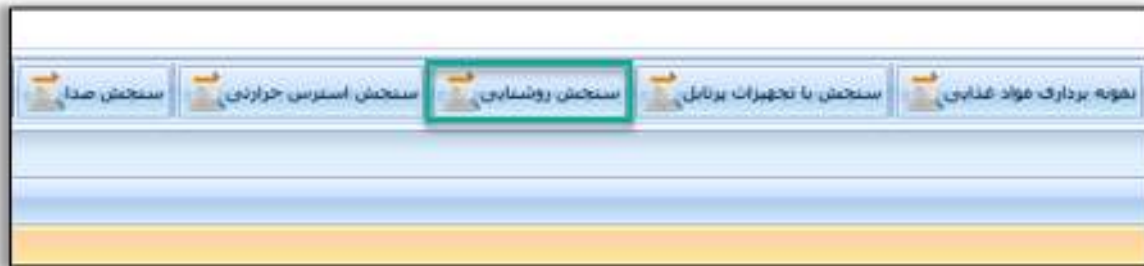 نمونه برداری مواد غذایی سنجش با تجهیزات پرتابل سنجش روشنایی سنجش استرس حرارتی سنجش صدا